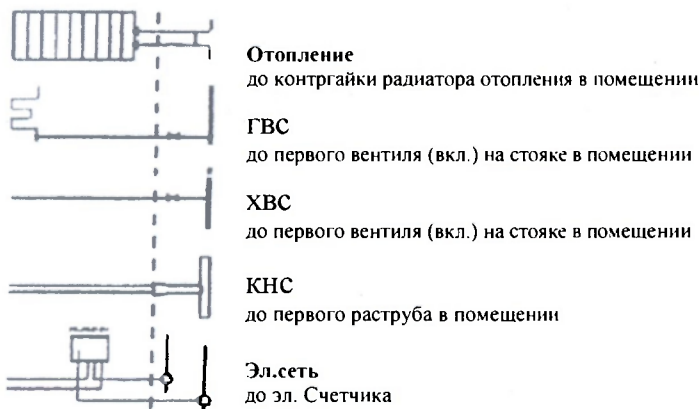 Отопление
до контргайки радиатора отопления в помещении
ГВС
до первого вентиля (вкл.) на стояке в помещении
ХВС
до первого вентиля (вкл.) на стояке в помещении
КНС
до первого раструба в помещении
Эл.сеть
до эл. Счетчика